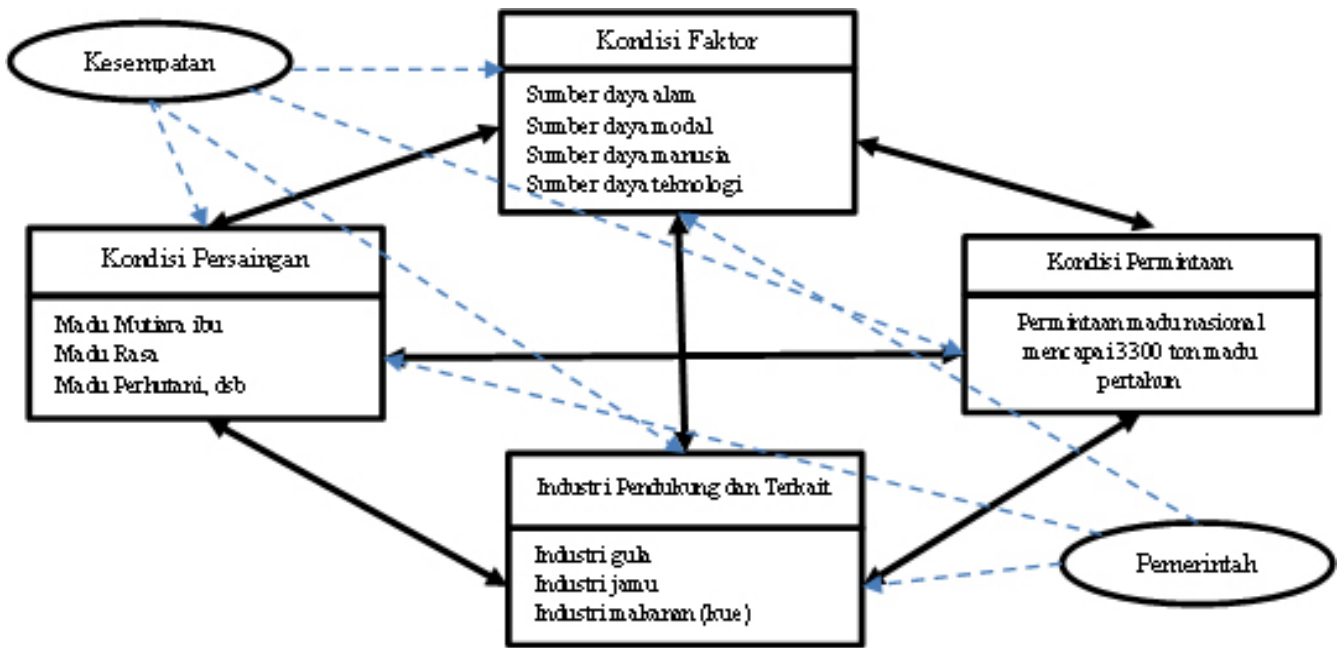 Kesempatan
Kondisi Faktor
Sumber daya alam
Sumber daya modal
Sumber daya manusia
Sumber daya teknologi
Kondisi Persaingan
Madu Mutiara ibu
Madu Rasa
Madu Perhutani, dsb
Kondisi Permintaan
Permintaan madu nasional
mencapai 3300 ton madu
pertahun
Industri Pendukung dan Terkait
Industri gula
Industri jamu
Industri makanan (kue)
Pemerintah